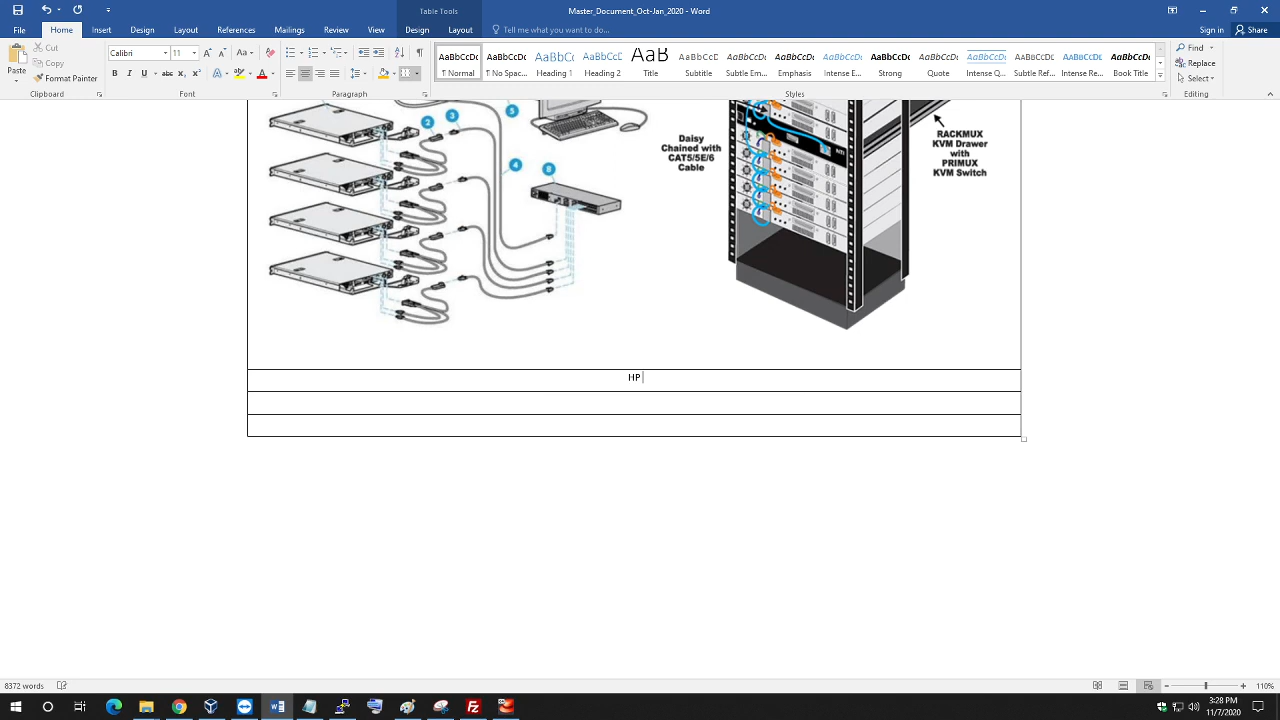 Table Tools
Master_Document_Oct-Jan_2020 - Word
File
Home
Insert
Design
Layout
References
Mailings
Review
View
Design
Layout
Tell me what you want to do...
Sign in
Share
Paste
Cut
Copy
Format Painter
Clipboard
Calibri
11
Font
Paragraph
AaBbCcDc
¶ Normal
AaBbCcDc
¶ No Spac...
AaBbCc
Heading 1
AaBbCcC
Heading 2
AaB
Title
AaBbCcC
Subtitle
AaBbCcDc
Subtle Em...
AaBbCcDc
Emphasis
AaBbCcDc
Intense E...
AaBbCcDc
Strong
AaBbCcDc
Quote
AaBbCcDc
Intense Q...
AaBbCcDc
Subtle Ref...
AaBbCcDc
Intense Re...
AaBbCcDc
Book Title
Styles
Find
Replace
Select
Editing
5
2
3
4
8
Daisy
Chained with
CAT5/5E/6
Cable
RACKMUX
KVM Drawer
with
PRIMUX
KVM Switch
HP
8372 words
110%
3:28 PM
11/7/2020